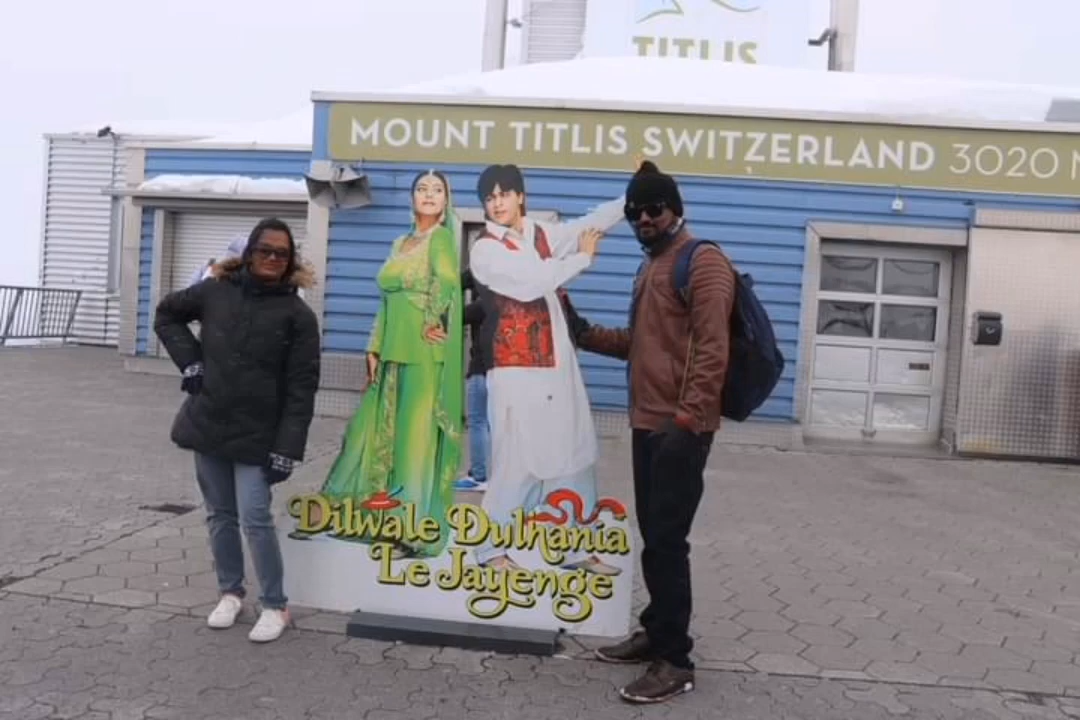 TITLIS
MOUNT TITLIS SWITZERLAND 3020
Dilwale Dulhania
Le Jayenge